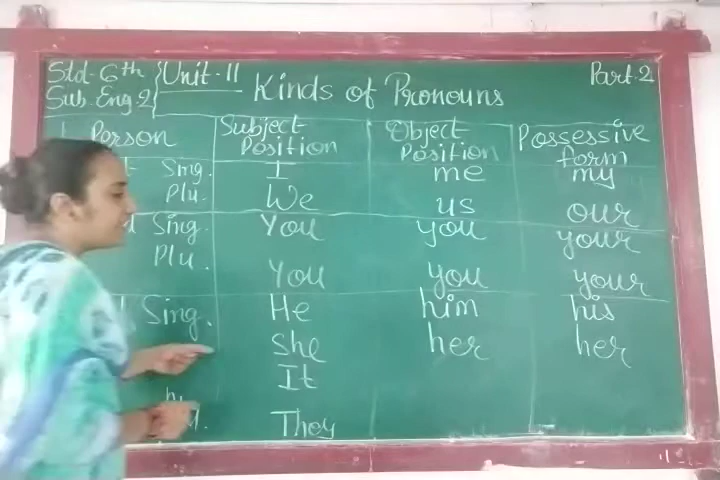 Std-6th Unit-11 Part-2
Sub-Eng-2 Kinds of Pronouns
Person Subject Position Object Position Possessive form
Sing. I me my
Plu. We us our
Sing. You you your
Plu. You you your
Sing. He him his
She her her
It
They